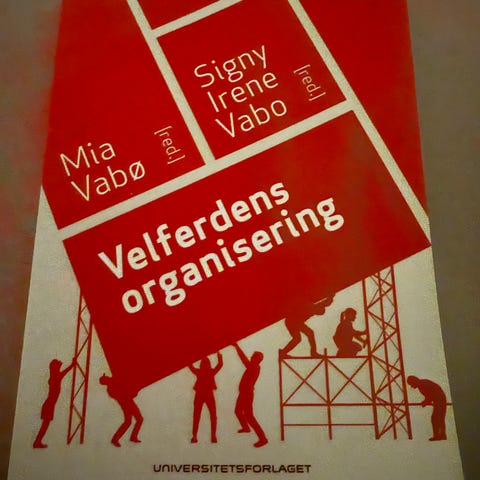 Mia
Vabø
[red.]
Signy
Irene
Vabo
[red.]
Velferdens
organisering
UNIVERSITETSFORLAGET